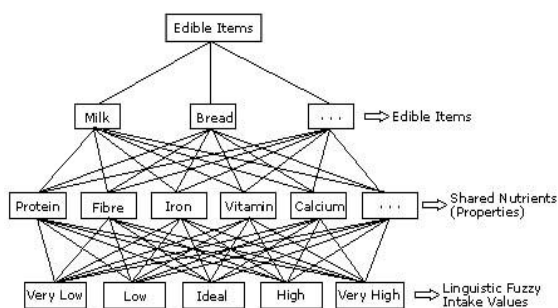 Edible Items
Milk
Bread
. . .
Edible Items
Protein
Fibre
Iron
Vitamin
Calcium
. . .
Shared Nutrients
(Properties)
Very Low
Low
Ideal
High
Very High
Linguistic Fuzzy
Intake Values